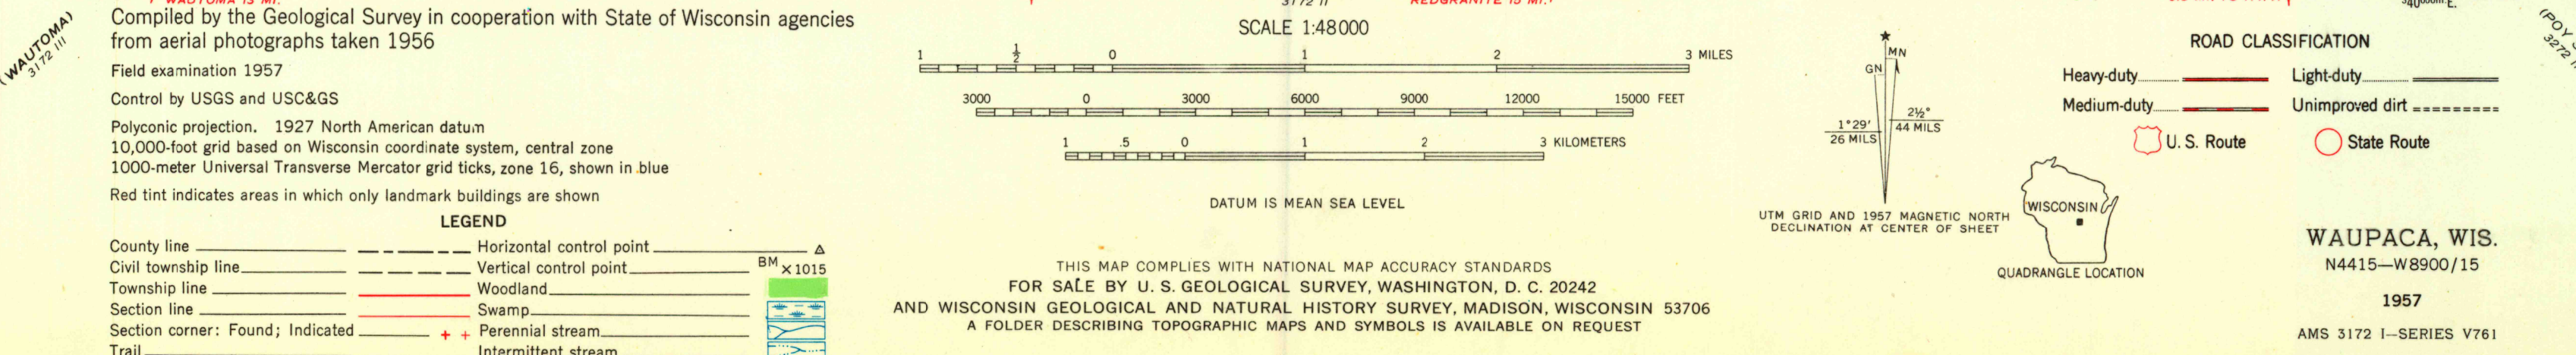 WAUTOMA 15 MI.
3172 II
REDGRANITE 15 MI.
(WAUTOMA)
3172 III
Compiled by the Geological Survey in cooperation with State of Wisconsin agencies
from aerial photographs taken 1956
Field examination 1957
Control by USGS and USC&GS
Polyconic projection. 1927 North American datum
10,000-foot grid based on Wisconsin coordinate system, central zone
1000-meter Universal Transverse Mercator grid ticks, zone 16, shown in blue
Red tint indicates areas in which only landmark buildings are shown
LEGEND
County line
Civil township line
Township line
Section line
Section corner: Found; Indicated
Trail
Horizontal control point
Vertical control point
BM × 1015
Woodland
Swamp
Perennial stream
Intermittent stream
SCALE 1:48000
1 ½ 0 1 2 3 MILES
3000 0 3000 6000 9000 12000 15000 FEET
1 .5 0 1 2 3 KILOMETERS
DATUM IS MEAN SEA LEVEL
THIS MAP COMPLIES WITH NATIONAL MAP ACCURACY STANDARDS
FOR SALE BY U. S. GEOLOGICAL SURVEY, WASHINGTON, D. C. 20242
AND WISCONSIN GEOLOGICAL AND NATURAL HISTORY SURVEY, MADISON, WISCONSIN 53706
A FOLDER DESCRIBING TOPOGRAPHIC MAPS AND SYMBOLS IS AVAILABLE ON REQUEST
MN
GN
1°29′
26 MILS
2½°
44 MILS
UTM GRID AND 1957 MAGNETIC NORTH
DECLINATION AT CENTER OF SHEET
ROAD CLASSIFICATION
Heavy-duty Light-duty
Medium-duty Unimproved dirt
U. S. Route State Route
WISCONSIN
QUADRANGLE LOCATION
(POY
3272
WAUPACA, WIS.
N4415—W8900/15
1957
AMS 3172 I—SERIES V761